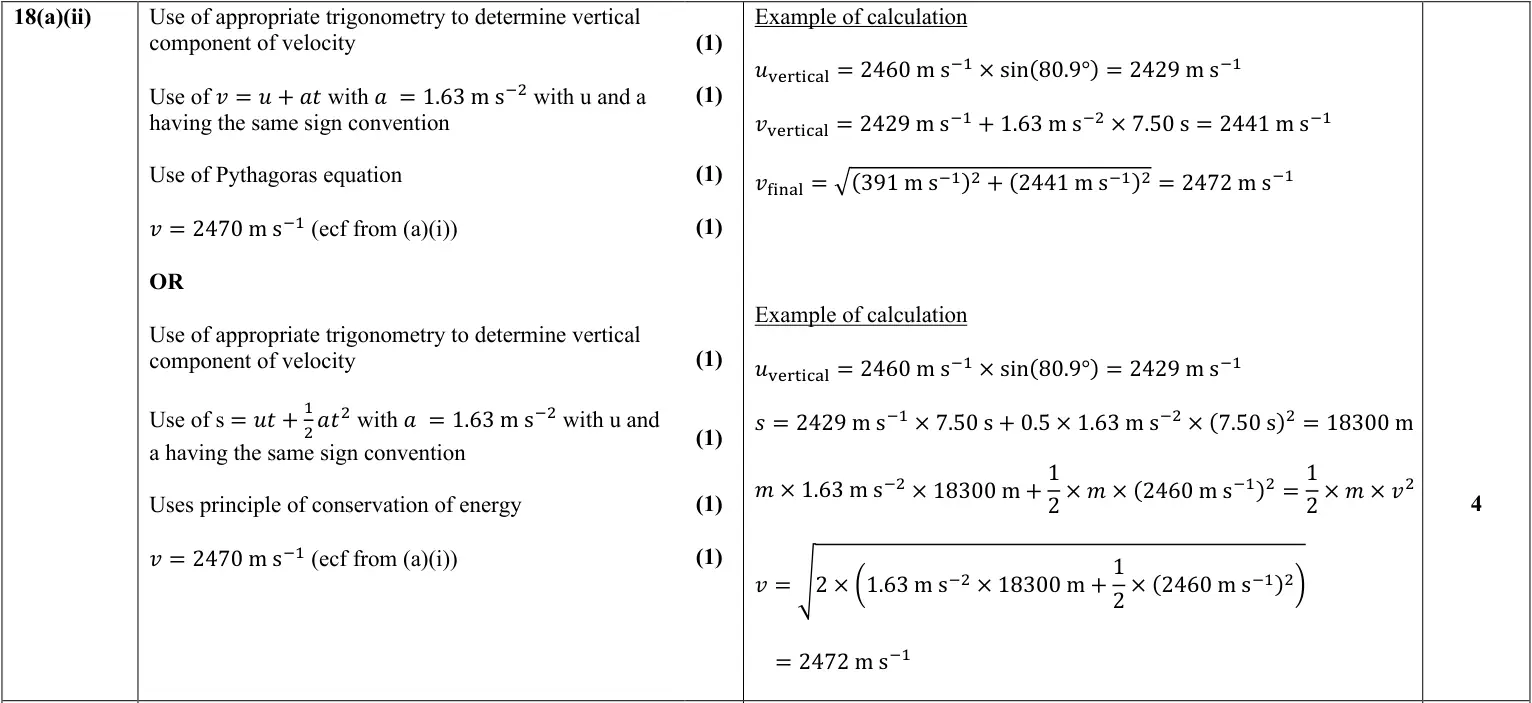 18(a)(ii)
Use of appropriate trigonometry to determine vertical
component of velocity (1)
Use of 𝑣 = 𝑢 + 𝑎𝑡 with 𝑎 = 1.63 m s⁻² with u and a (1)
having the same sign convention
Use of Pythagoras equation (1)
𝑣 = 2470 m s⁻¹ (ecf from (a)(i)) (1)
OR
Use of appropriate trigonometry to determine vertical
component of velocity (1)
Use of s = 𝑢𝑡 + ½𝑎𝑡² with 𝑎 = 1.63 m s⁻² with u and
a having the same sign convention (1)
Uses principle of conservation of energy (1)
𝑣 = 2470 m s⁻¹ (ecf from (a)(i)) (1)
Example of calculation
𝑢vertical = 2460 m s⁻¹ × sin(80.9°) = 2429 m s⁻¹
𝑣vertical = 2429 m s⁻¹ + 1.63 m s⁻² × 7.50 s = 2441 m s⁻¹
𝑣final = √((391 m s⁻¹)² + (2441 m s⁻¹)²) = 2472 m s⁻¹
Example of calculation
𝑢vertical = 2460 m s⁻¹ × sin(80.9°) = 2429 m s⁻¹
𝑠 = 2429 m s⁻¹ × 7.50 s + 0.5 × 1.63 m s⁻² × (7.50 s)² = 18300 m
𝑚 × 1.63 m s⁻² × 18300 m + 1/2 × 𝑚 × (2460 m s⁻¹)² = 1/2 × 𝑚 × 𝑣²
𝑣 = √(2 × (1.63 m s⁻² × 18300 m + 1/2 × (2460 m s⁻¹)²))
= 2472 m s⁻¹
4